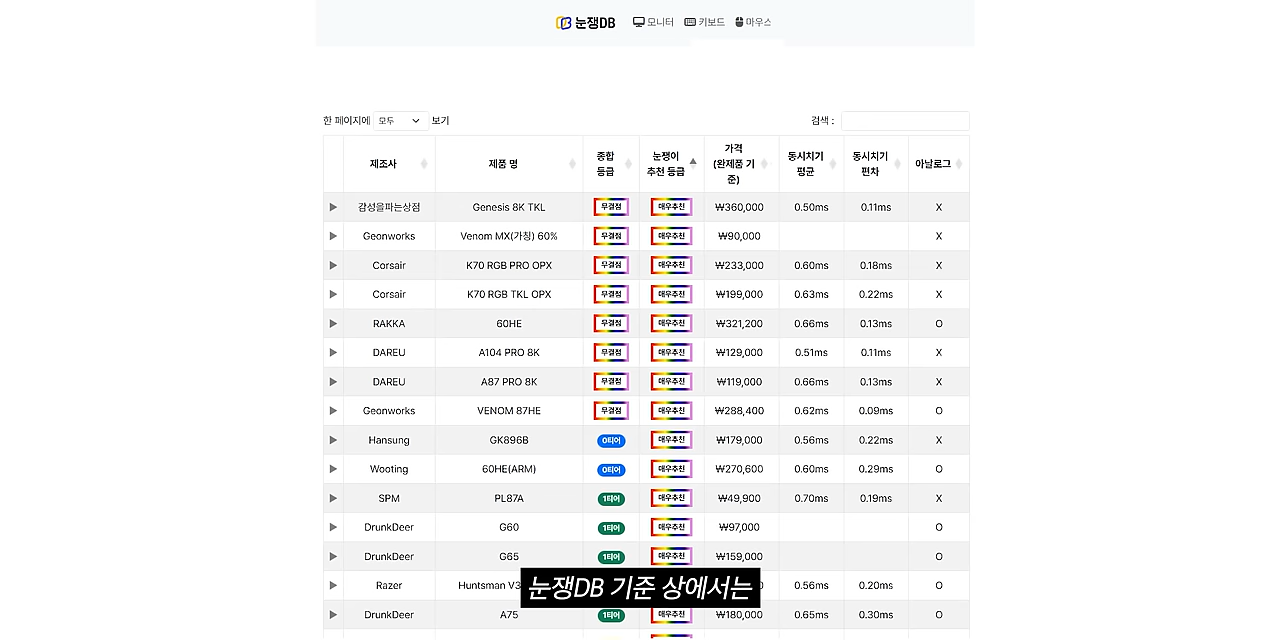 눈쟁DB 모니터 키보드 마우스
한 페이지에 모두 보기 검색 :
제조사 제품 명 종합 등급 눈쟁이 추천 등급 가격 (완제품 기준) 동시치기 평균 동시치기 편차 아날로그
감성을파는상점 Genesis 8K TKL 무결점 매우추천 ₩360,000 0.50ms 0.11ms X
Geonworks Venom MX(가칭) 60% 무결점 매우추천 ₩90,000 X
Corsair K70 RGB PRO OPX 무결점 매우추천 ₩233,000 0.60ms 0.18ms X
Corsair K70 RGB TKL OPX 무결점 매우추천 ₩199,000 0.63ms 0.22ms X
RAKKA 60HE 무결점 매우추천 ₩321,200 0.66ms 0.13ms O
DAREU A104 PRO 8K 무결점 매우추천 ₩129,000 0.51ms 0.11ms X
DAREU A87 PRO 8K 무결점 매우추천 ₩119,000 0.66ms 0.13ms X
Geonworks VENOM 87HE 무결점 매우추천 ₩288,400 0.62ms 0.09ms O
Hansung GK896B 0티어 매우추천 ₩179,000 0.56ms 0.22ms X
Wooting 60HE(ARM) 0티어 매우추천 ₩270,600 0.60ms 0.29ms O
SPM PL87A 1티어 매우추천 ₩49,900 0.70ms 0.19ms X
DrunkDeer G60 1티어 매우추천 ₩97,000 O
DrunkDeer G65 1티어 매우추천 ₩159,000 O
Razer Huntsman V3 0.56ms 0.20ms O
눈쟁DB 기준 상에서는
DrunkDeer A75 1티어 매우추천 ₩180,000 0.65ms 0.30ms O